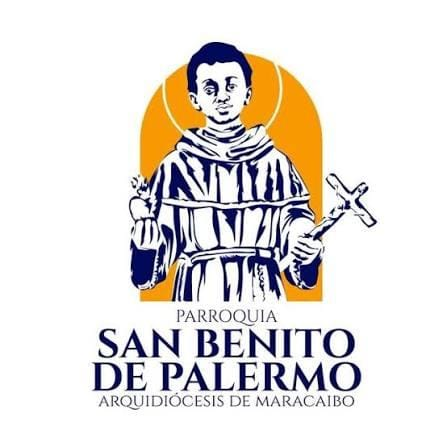 PARROQUIA
SAN BENITO
DE PALERMO
ARQUIDIÓCESIS DE MARACAIBO